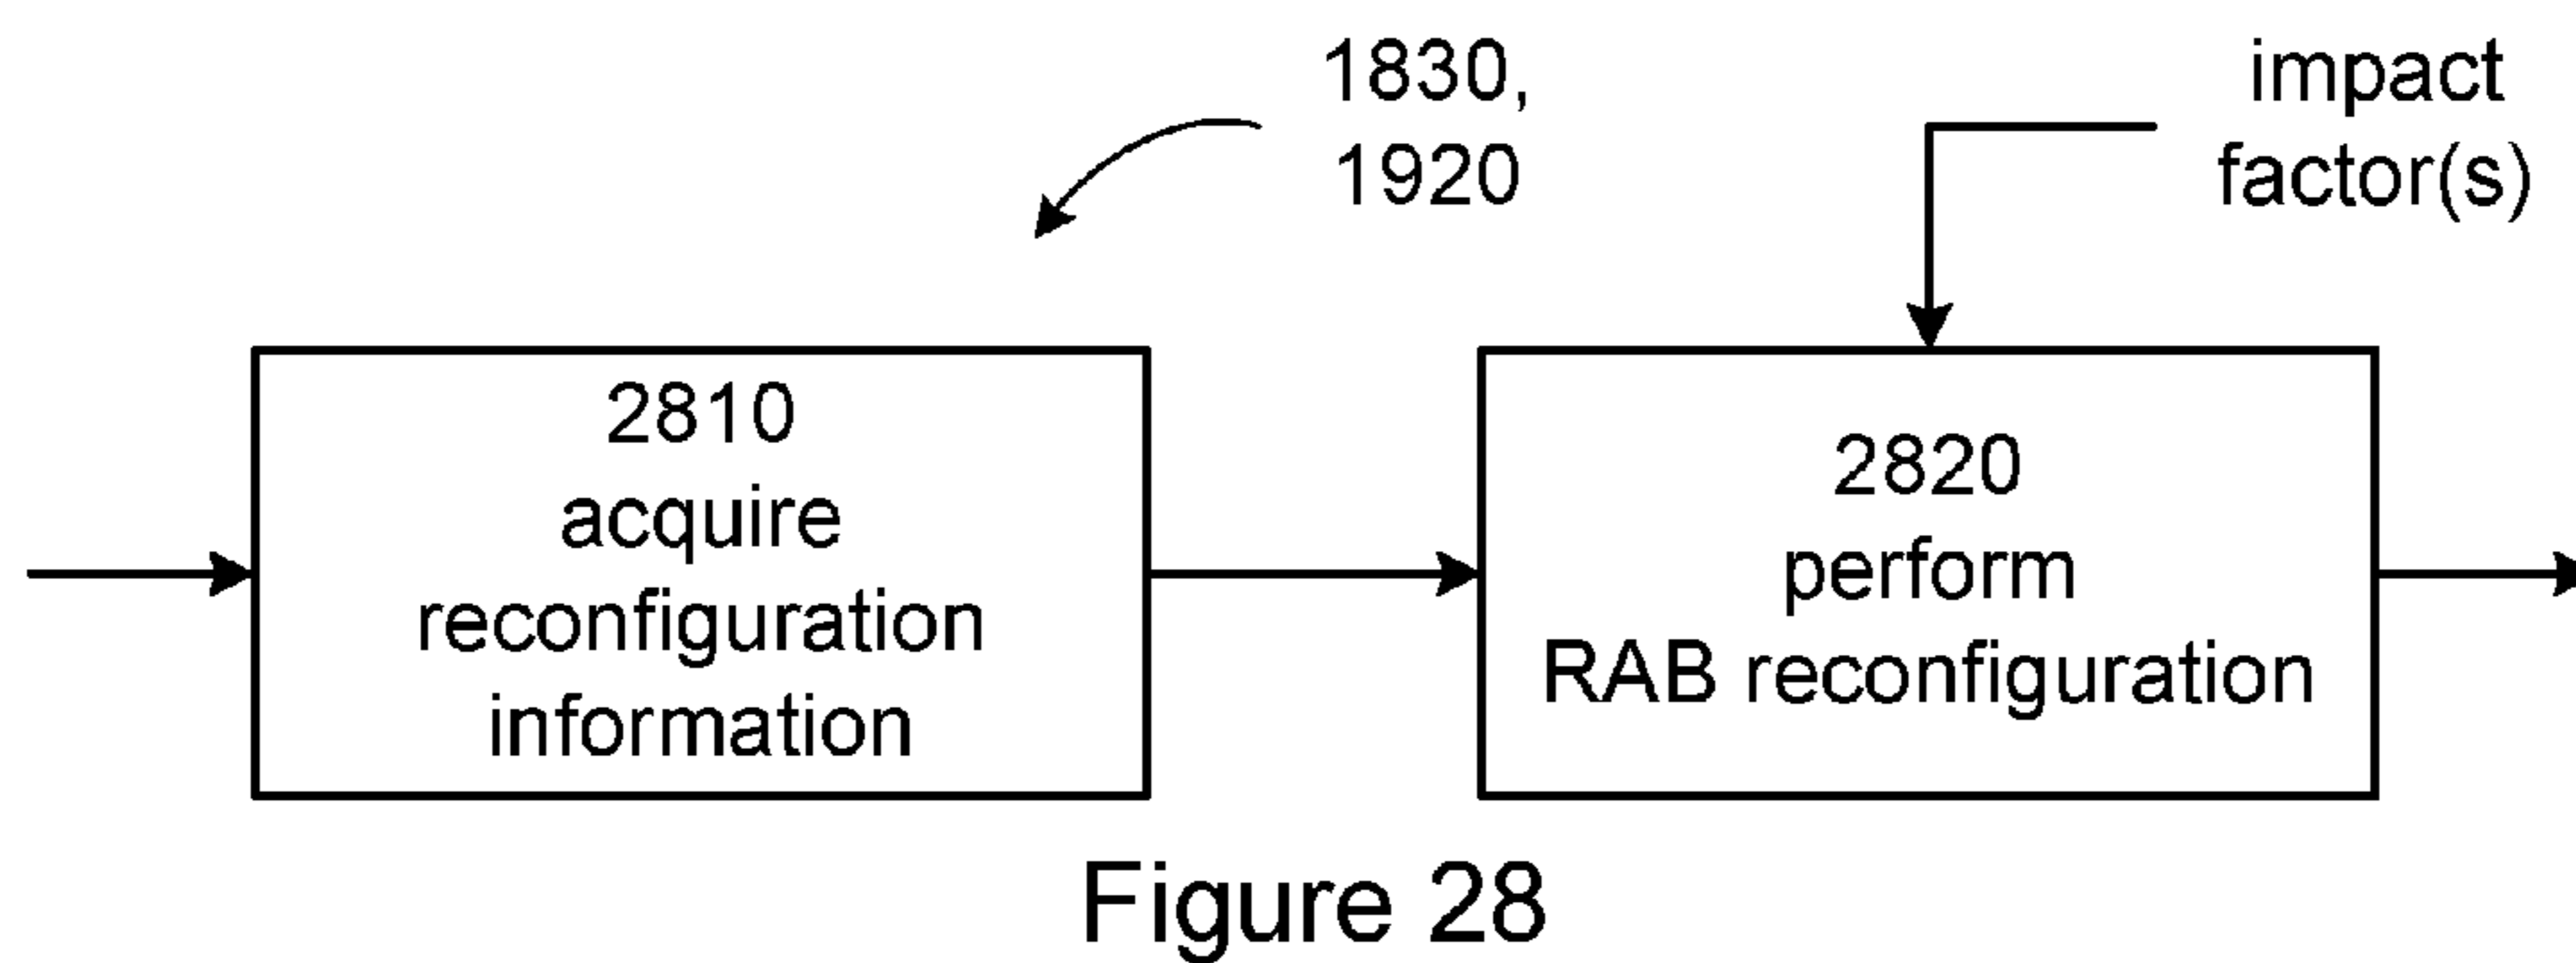 1830,
1920
impact
factor(s)
2810
acquire
reconfiguration
information
2820
perform
RAB reconfiguration
Figure 28